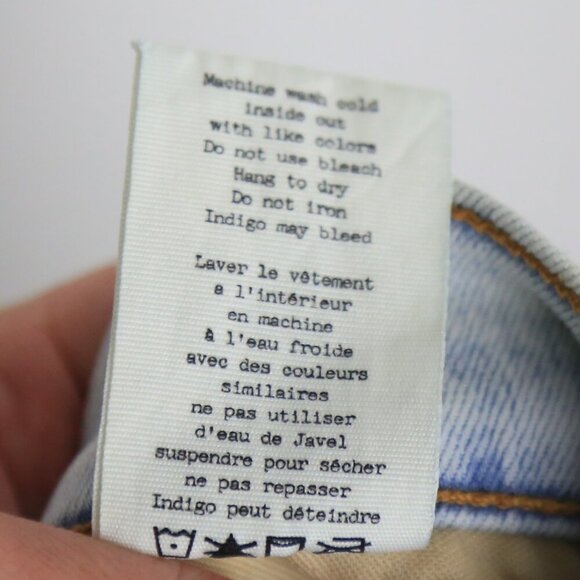 Machine wash cold
inside out
with like colors
Do not use bleach
Hang to dry
Do not iron
Indigo may bleed
Laver le vêtement
a l'intérieur
en machine
à l'eau froide
avec des couleurs
similaires
ne pas utiliser
d'eau de Javel
suspendre pour sécher
ne pas repasser
Indigo peut déteindre